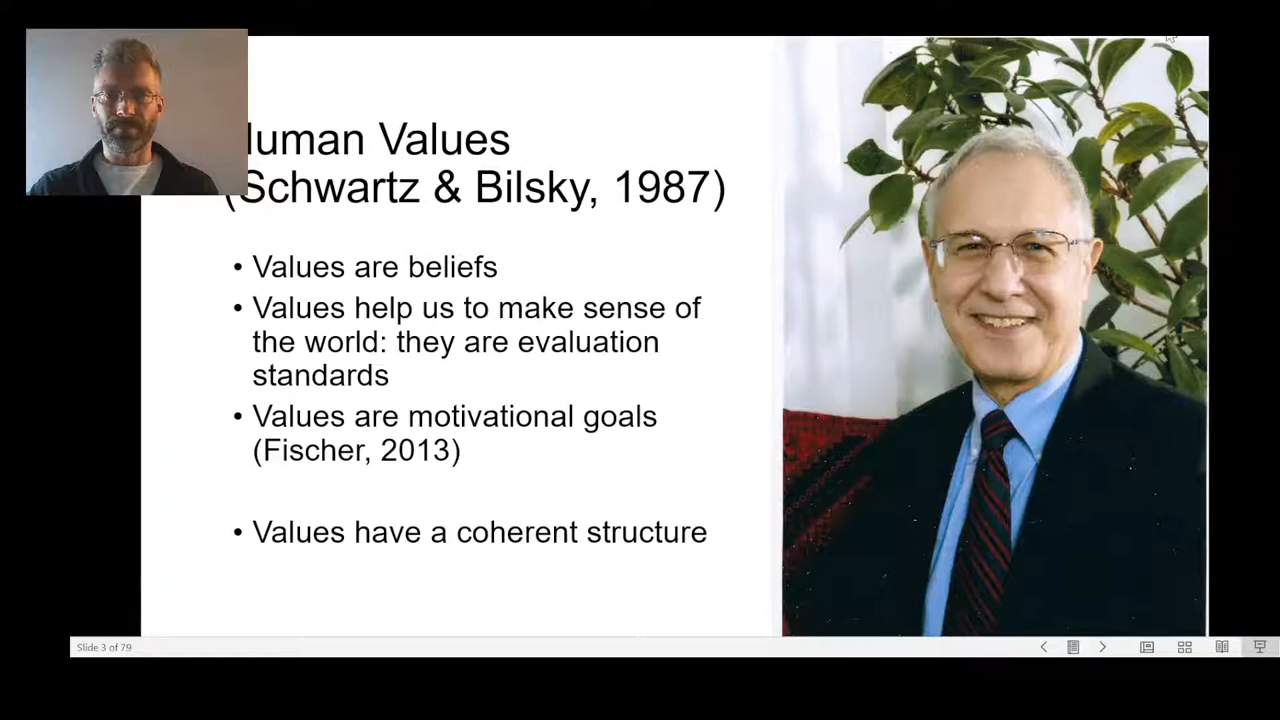 uman Values
(Schwartz & Bilsky, 1987)
• Values are beliefs
• Values help us to make sense of
the world: they are evaluation
standards
• Values are motivational goals
(Fischer, 2013)
• Values have a coherent structure
Slide 3 of 79